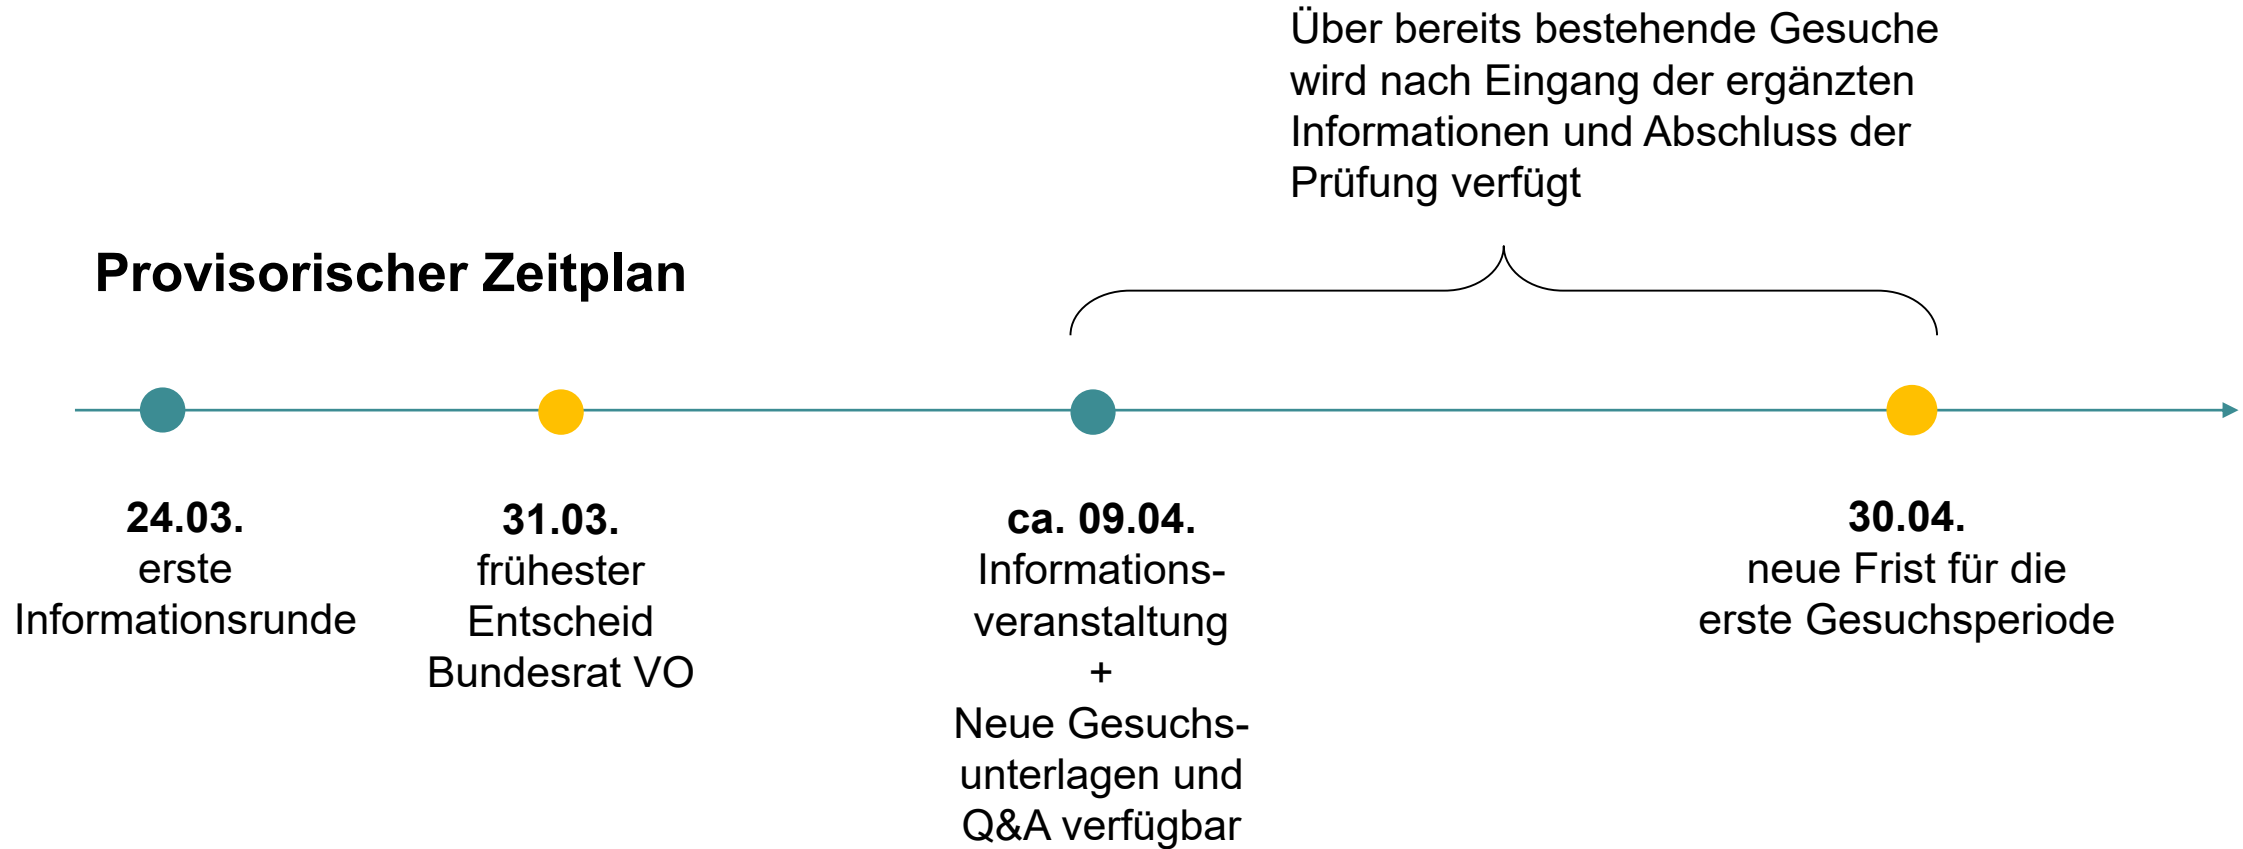 Über bereits bestehende Gesuche
wird nach Eingang der ergänzten
Informationen und Abschluss der
Prüfung verfügt
Provisorischer Zeitplan
24.03.
erste
Informationsrunde
31.03.
frühester
Entscheid
Bundesrat VO
ca. 09.04.
Informations-
veranstaltung
+
Neue Gesuchs-
unterlagen und
Q&A verfügbar
30.04.
neue Frist für die
erste Gesuchsperiode